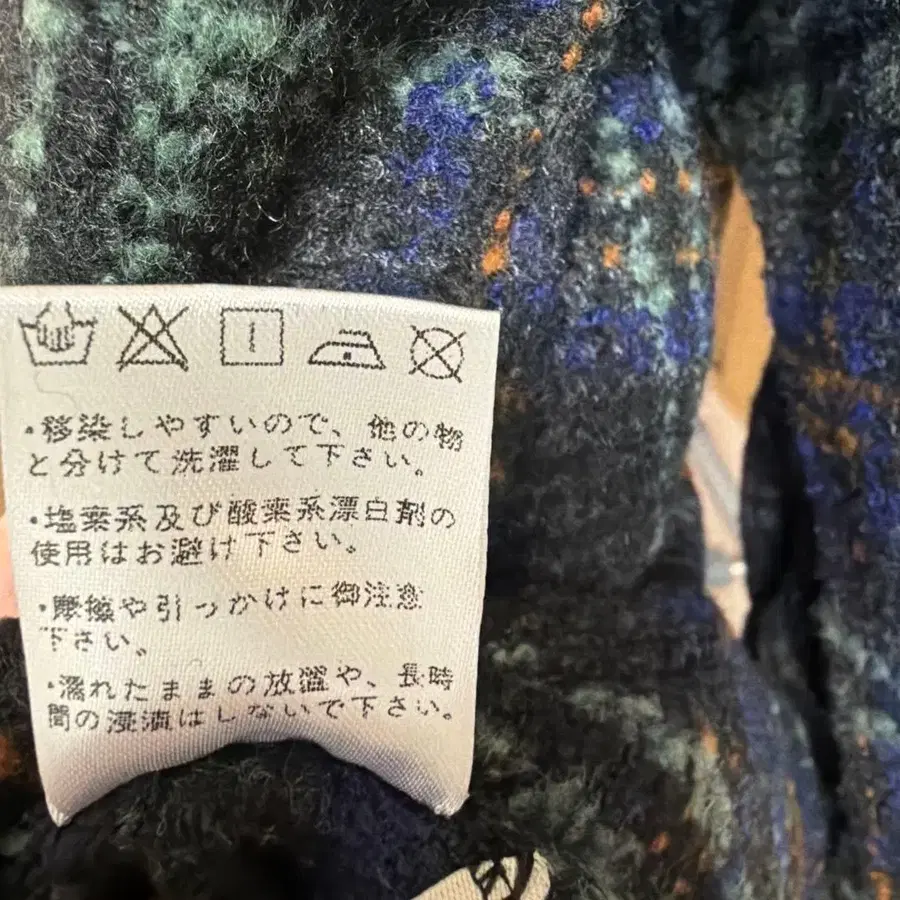 ・移染しやすいので、他の物
と分けて洗濯して下さい。
・塩素系及び酸素系漂白剤の
使用はお避け下さい。
・摩擦や引っかけに御注意
下さい。
・濡れたままの放置や、長時
間の浸漬はしないで下さい。